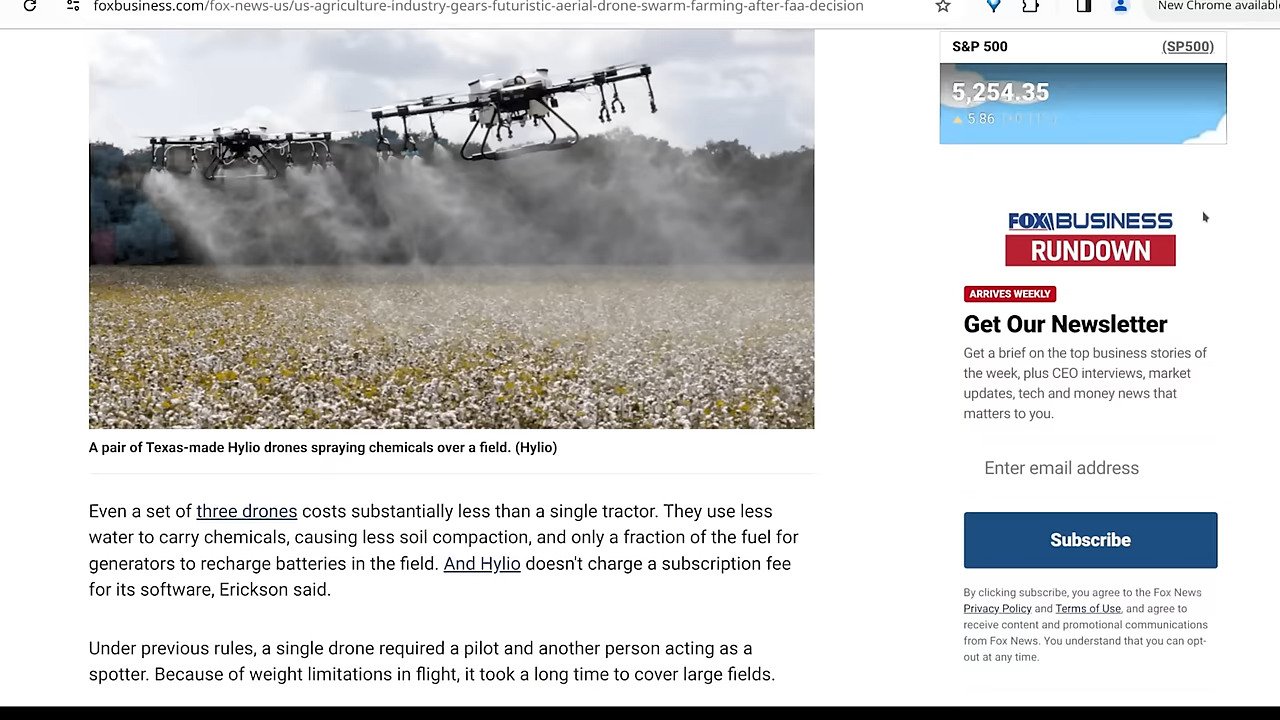 foxbusiness.com/fox-news-us/us-agriculture-industry-gears-futuristic-aerial-drone-swarm-farming-after-faa-decision
New Chrome availabl
S&P 500 (SP500)
5,254.35
5.86
FOX BUSINESS
RUNDOWN
ARRIVES WEEKLY
Get Our Newsletter
Get a brief on the top business stories of
the week, plus CEO interviews, market
updates, tech and money news that
matters to you.
Enter email address
Subscribe
By clicking subscribe, you agree to the Fox News
Privacy Policy and Terms of Use, and agree to
receive content and promotional communications
from Fox News. You understand that you can opt-
out at any time.
A pair of Texas-made Hylio drones spraying chemicals over a field. (Hylio)
Even a set of three drones costs substantially less than a single tractor. They use less
water to carry chemicals, causing less soil compaction, and only a fraction of the fuel for
generators to recharge batteries in the field. And Hylio doesn't charge a subscription fee
for its software, Erickson said.
Under previous rules, a single drone required a pilot and another person acting as a
spotter. Because of weight limitations in flight, it took a long time to cover large fields.